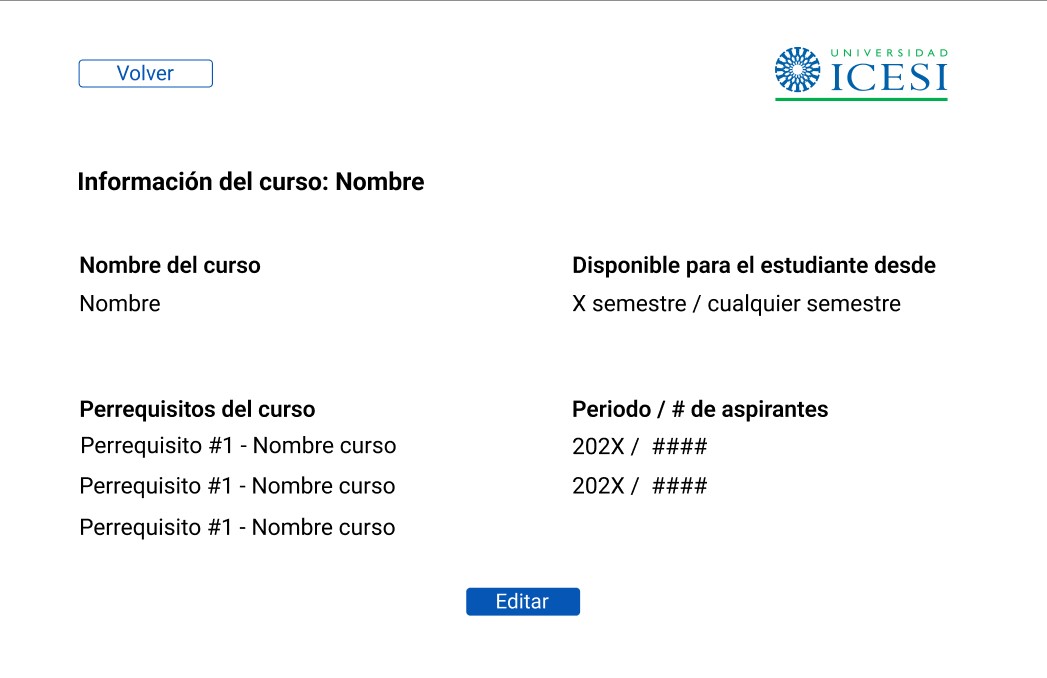 Volver
UNIVERSIDAD
ICESI
Información del curso: Nombre
Nombre del curso
Nombre
Disponible para el estudiante desde
X semestre / cualquier semestre
Perrequisitos del curso
Perrequisito #1 - Nombre curso
Perrequisito #1 - Nombre curso
Perrequisito #1 - Nombre curso
Periodo / # de aspirantes
202X / ####
202X / ####
Editar